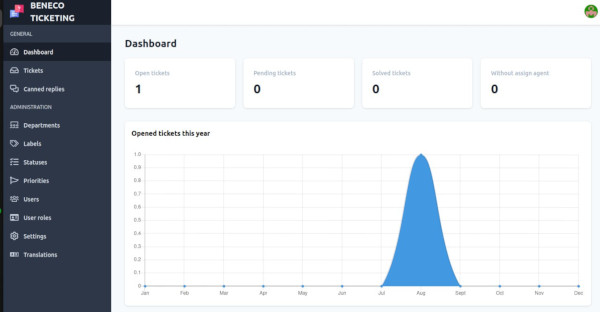 BENECO
TICKETING
GENERAL
Dashboard
Tickets
Canned replies
ADMINISTRATION
Departments
Labels
Statuses
Priorities
Users
User roles
Settings
Translations
Dashboard
Open tickets
1
Pending tickets
0
Solved tickets
0
Without assign agent
0
Opened tickets this year
1.0
0.9
0.8
0.7
0.6
0.5
0.4
0.3
0.2
0.1
0
Jan Feb Mar Apr May Jun Jul Aug Sept Oct Nov Dec